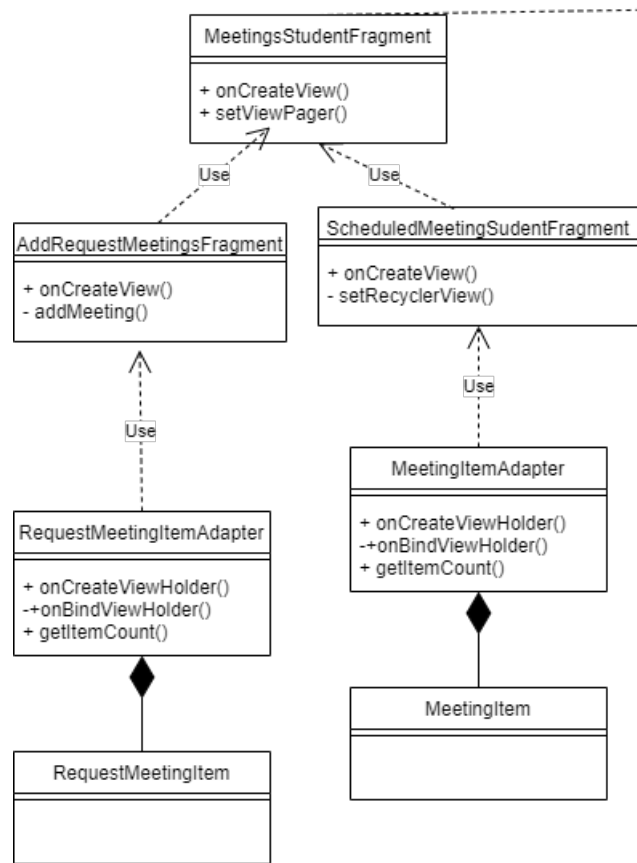 MeetingsStudentFragment
+ onCreateView()
+ setViewPager()
Use
Use
AddRequestMeetingsFragment
+ onCreateView()
- addMeeting()
ScheduledMeetingSudentFragment
+ onCreateView()
- setRecyclerView()
Use
Use
RequestMeetingItemAdapter
+ onCreateViewHolder()
-+onBindViewHolder()
+ getItemCount()
MeetingItemAdapter
+ onCreateViewHolder()
-+onBindViewHolder()
+ getItemCount()
RequestMeetingItem
MeetingItem